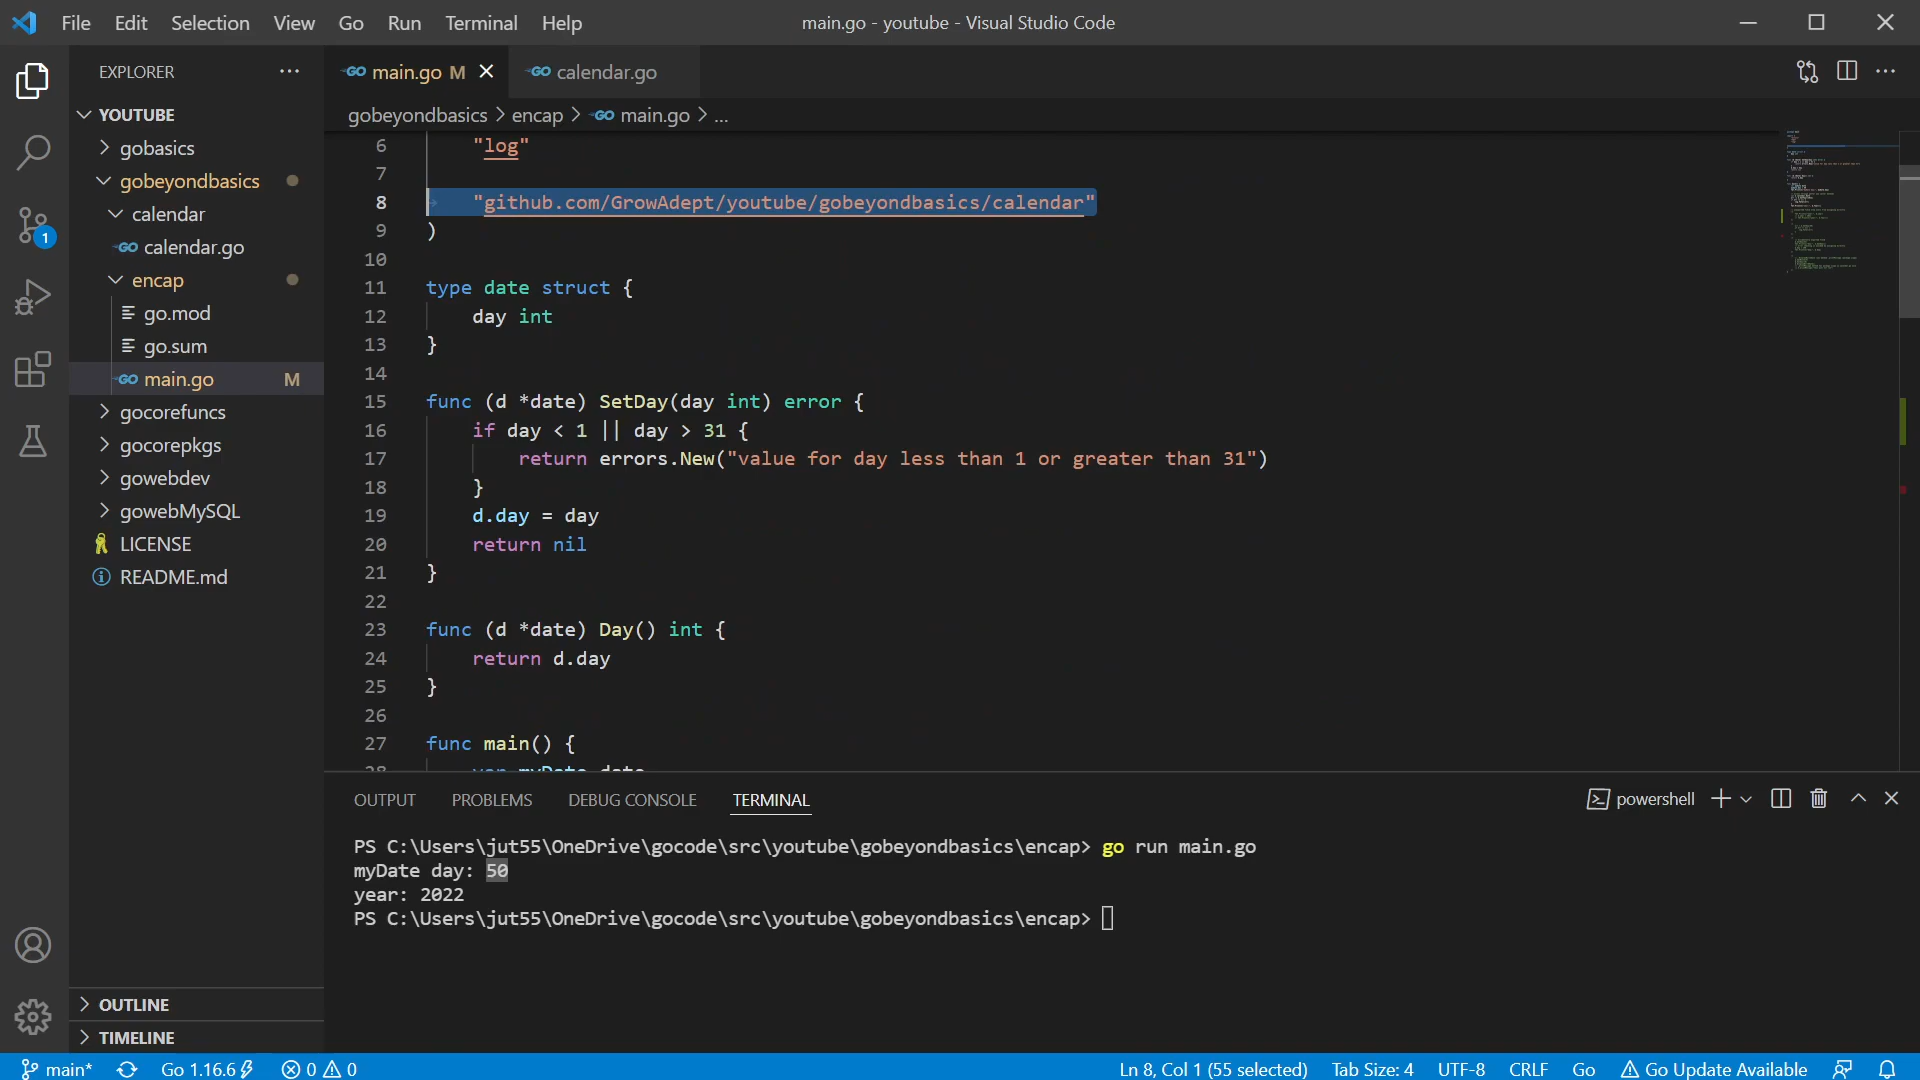 File Edit Selection View Go Run Terminal Help
main.go - youtube - Visual Studio Code
EXPLORER
YOUTUBE
gobasics
gobeyondbasics
calendar
calendar.go
encap
go.mod
go.sum
main.go M
gocorefuncs
gocorepkgs
gowebdev
gowebMySQL
LICENSE
README.md
OUTLINE
TIMELINE
1
GO main.go M
GO calendar.go
gobeyondbasics > encap > GO main.go > ...
6 "log"
7
8 "github.com/GrowAdept/youtube/gobeyondbasics/calendar"
9 )
10
11 type date struct {
12 day int
13 }
14
15 func (d *date) SetDay(day int) error {
16 if day < 1 || day > 31 {
17 return errors.New("value for day less than 1 or greater than 31")
18 }
19 d.day = day
20 return nil
21 }
22
23 func (d *date) Day() int {
24 return d.day
25 }
26
27 func main() {
28 var myDate date
OUTPUT PROBLEMS DEBUG CONSOLE TERMINAL
powershell
PS C:\Users\jut55\OneDrive\gocode\src\youtube\gobeyondbasics\encap> go run main.go
myDate day: 50
year: 2022
PS C:\Users\jut55\OneDrive\gocode\src\youtube\gobeyondbasics\encap>
main* Go 1.16.6 0 0
Ln 8, Col 1 (55 selected) Tab Size: 4 UTF-8 CRLF Go Go Update Available